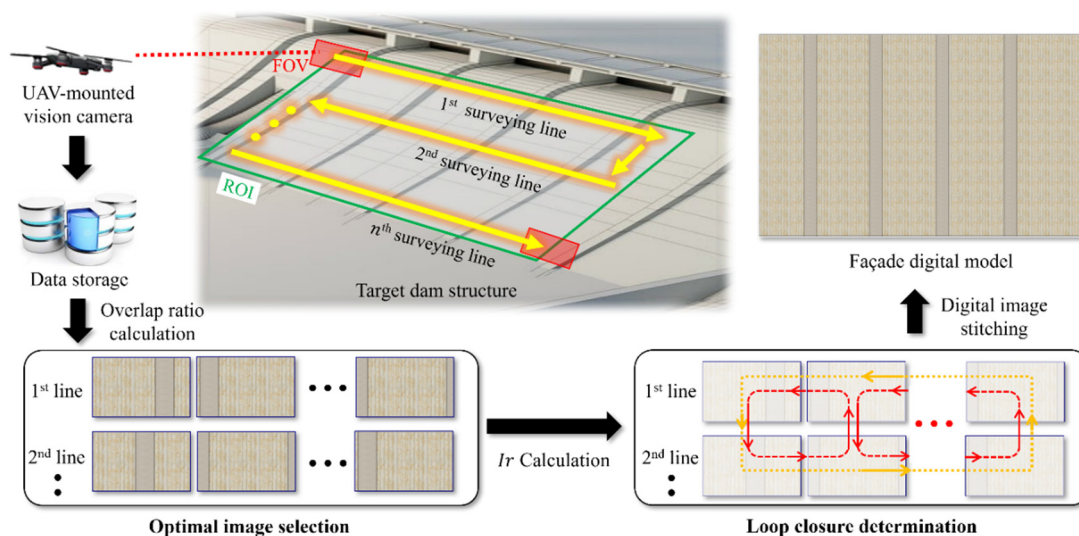 UAV-mounted
vision camera
FOV
1st surveying line
2nd surveying line
ROI
nth surveying line
Target dam structure
Data storage
Overlap ratio
calculation
1st line
2nd line
Optimal image selection
Ir Calculation
1st line
2nd line
Loop closure determination
Digital image
stitching
Façade digital model